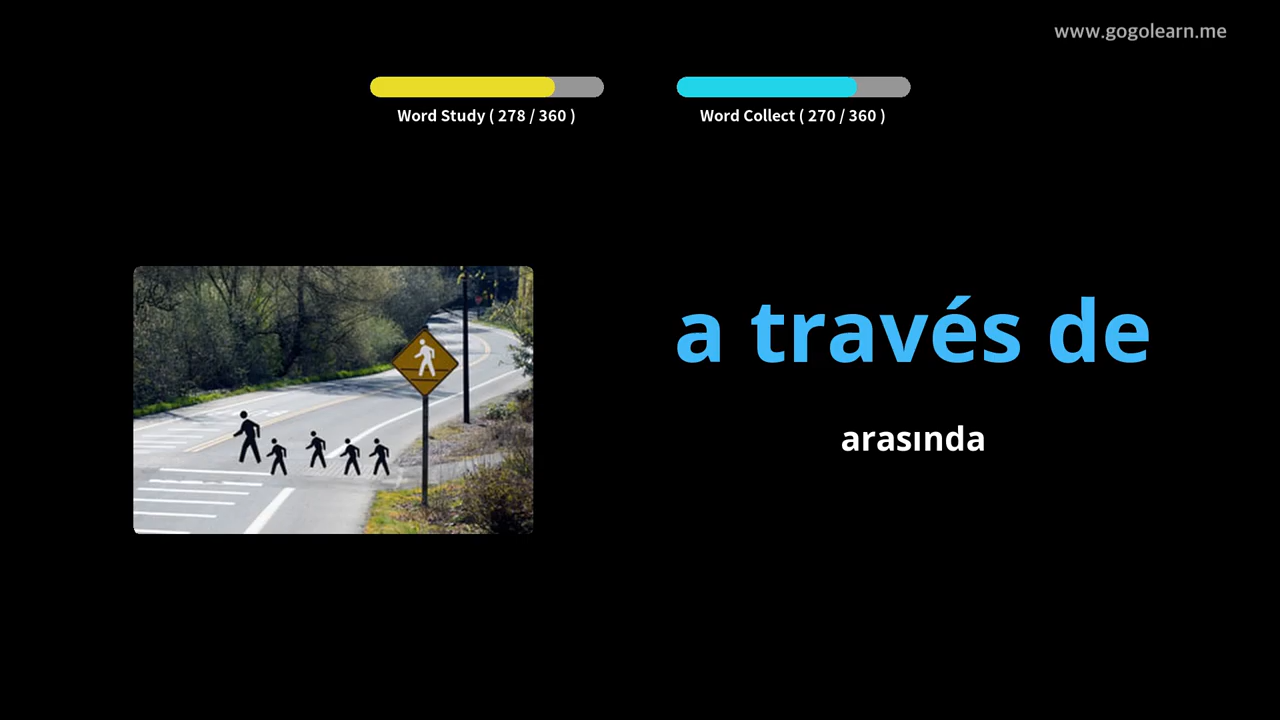 www.gogolearn.me
Word Study ( 278 / 360 )
Word Collect ( 270 / 360 )
a través de
arasında